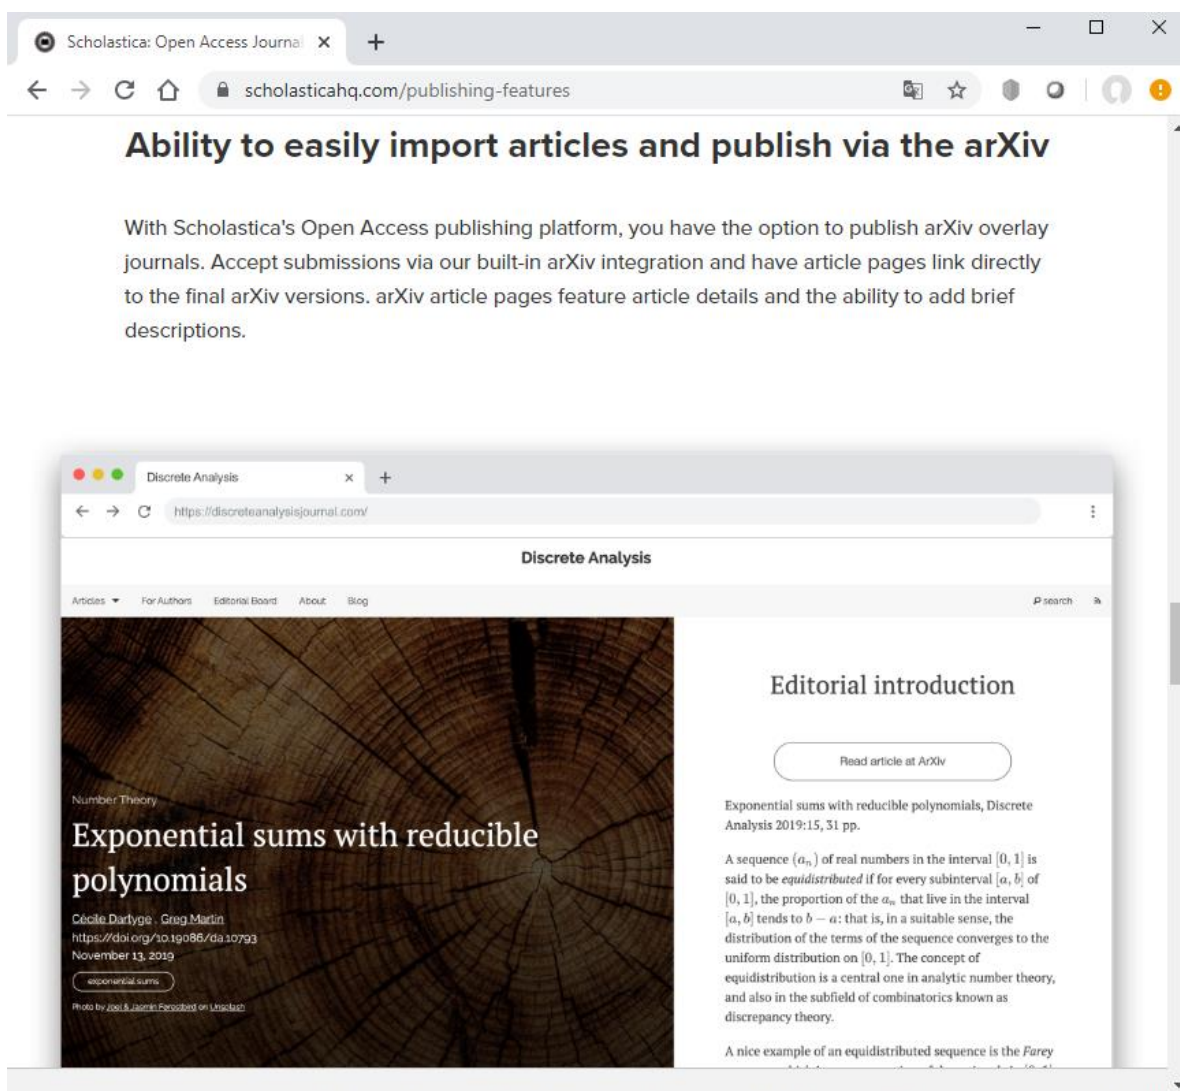 Scholastica: Open Access Journal
scholasticahq.com/publishing-features
Ability to easily import articles and publish via the arXiv
With Scholastica's Open Access publishing platform, you have the option to publish arXiv overlay
journals. Accept submissions via our built-in arXiv integration and have article pages link directly
to the final arXiv versions. arXiv article pages feature article details and the ability to add brief
descriptions.
Discrete Analysis
https://discreteanalysisjournal.com/
Discrete Analysis
Articles For Authors Editorial Board About Blog search
Number Theory
Exponential sums with reducible
polynomials
Cécile Dartyge , Greg Martin
https://doi.org/10.19086/da.10793
November 13, 2019
exponential sums
Photo by Joel & Jasmin on Unsplash
Editorial introduction
Read article at ArXiv
Exponential sums with reducible polynomials, Discrete
Analysis 2019:15, 31 pp.
A sequence (aₙ) of real numbers in the interval [0, 1] is
said to be equidistributed if for every subinterval [a, b] of
[0, 1], the proportion of the aₙ that live in the interval
[a, b] tends to b − a: that is, in a suitable sense, the
distribution of the terms of the sequence converges to the
uniform distribution on [0, 1]. The concept of
equidistribution is a central one in analytic number theory,
and also in the subfield of combinatorics known as
discrepancy theory.
A nice example of an equidistributed sequence is the Farey